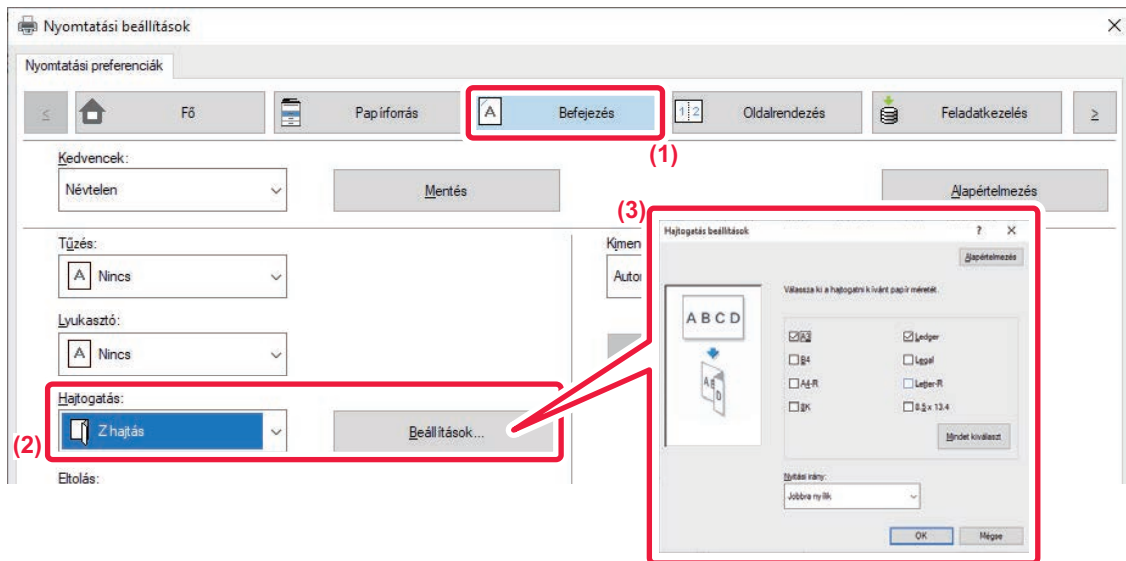 Nyomtatási beállítások
Nyomtatási preferenciák
Fő
Papírforrás
Befejezés
Oldalrendezés
Feladatkezelés
(1)
Kedvencek:
Névtelen
Mentés
Alapértelmezés
Tűzés:
Nincs
Lyukasztó:
Nincs
Hajtogatás:
(2)
Z hajtás
Beállítások...
Eltolás:
Kimen
Autor
(3)
Hajtogatás beállítások
Alapértelmezés
Válassza ki a hajtogatni kívánt papír méretét.
A B C D
A3
Ledger
B4
Legal
A4-R
Letter-R
8K
8.5 x 13.4
Mindet kiválaszt
Nyitási irány:
Jobbra nyílik
OK
Mégse